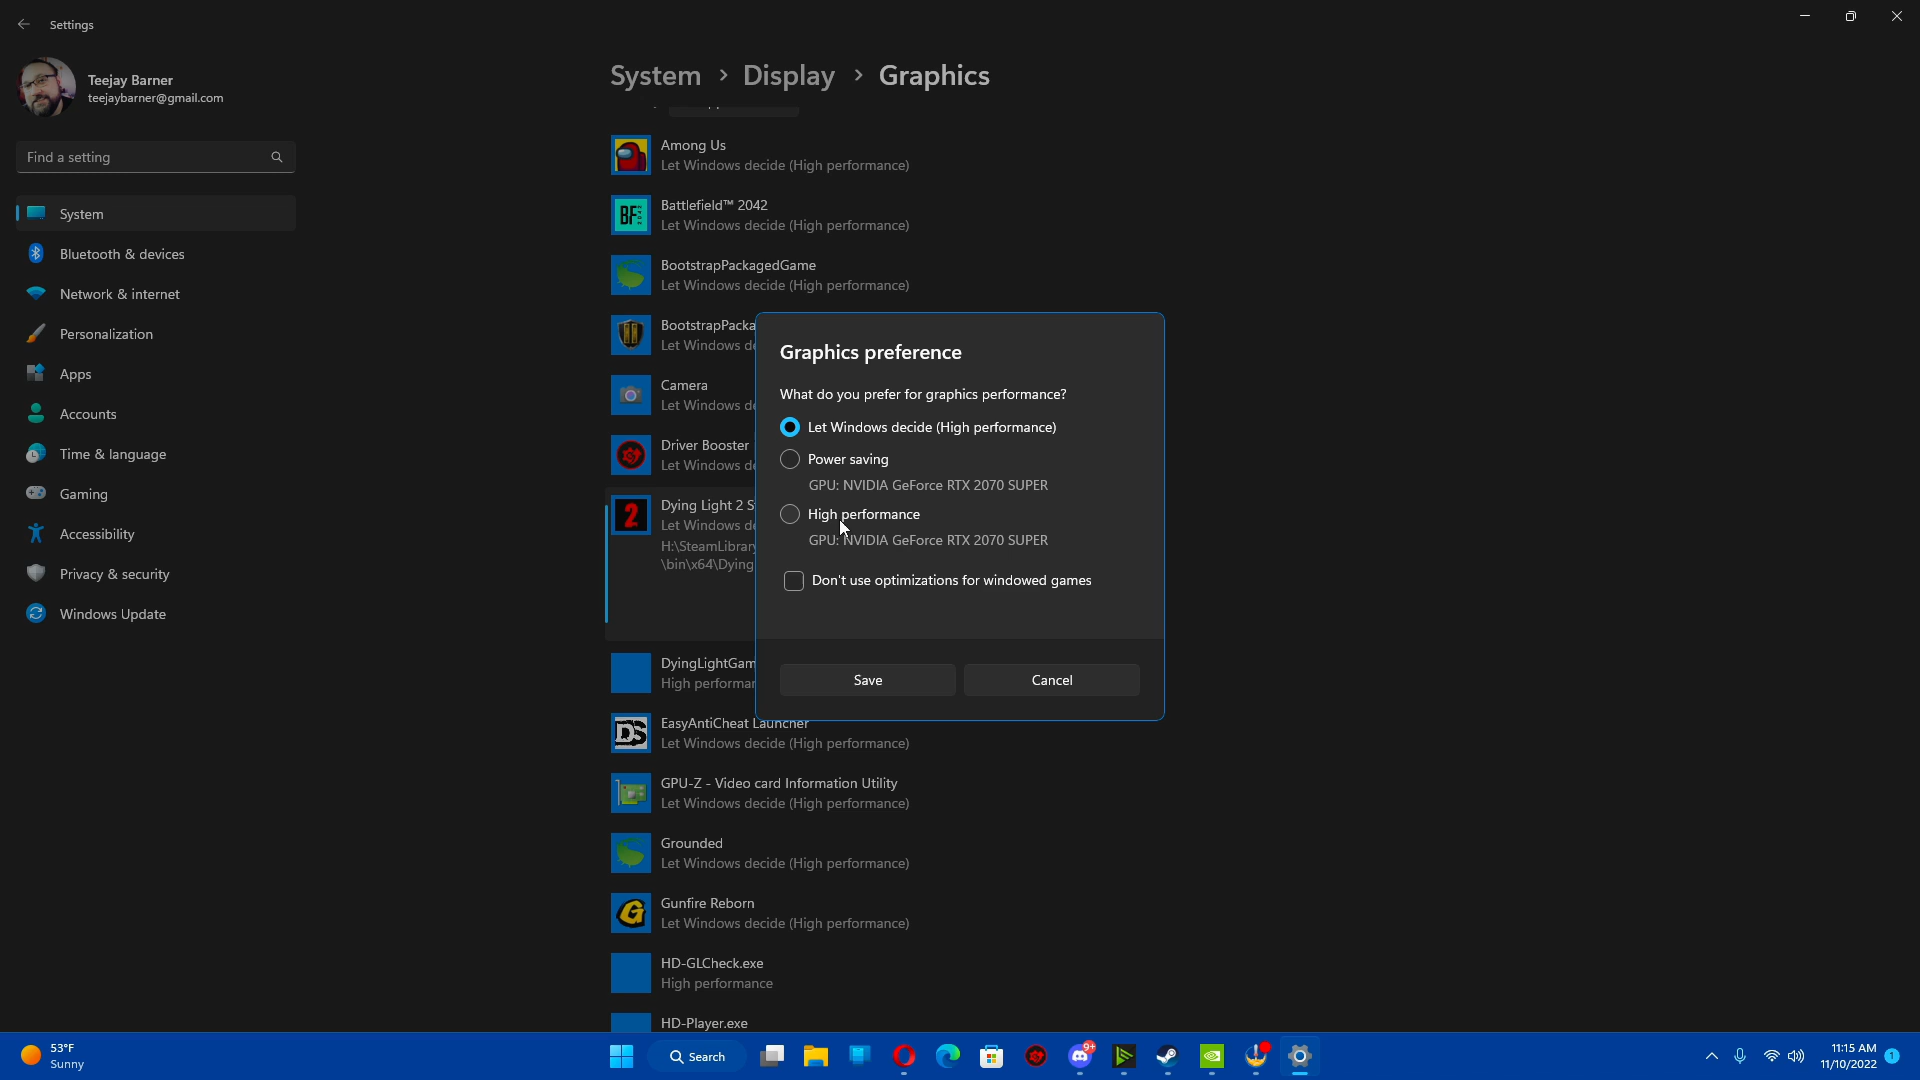 Settings
Teejay Barner
teejaybarner@gmail.com
Find a setting
System
Bluetooth & devices
Network & internet
Personalization
Apps
Accounts
Time & language
Gaming
Accessibility
Privacy & security
Windows Update
System > Display > Graphics
Among Us
Let Windows decide (High performance)
Battlefield™ 2042
Let Windows decide (High performance)
BootstrapPackagedGame
Let Windows decide (High performance)
BootstrapPacka
Let Windows de
Camera
Let Windows de
Driver Booster
Let Windows de
Dying Light 2 S
Let Windows de
H:\SteamLibrary
\bin\x64\Dying
DyingLightGam
High performan
EasyAntiCheat Launcher
Let Windows decide (High performance)
GPU-Z - Video card Information Utility
Let Windows decide (High performance)
Grounded
Let Windows decide (High performance)
Gunfire Reborn
Let Windows decide (High performance)
HD-GLCheck.exe
High performance
HD-Player.exe
Graphics preference
What do you prefer for graphics performance?
Let Windows decide (High performance)
Power saving
GPU: NVIDIA GeForce RTX 2070 SUPER
High performance
GPU: NVIDIA GeForce RTX 2070 SUPER
Don't use optimizations for windowed games
Save
Cancel
53°F
Sunny
Search
9+
11:15 AM
11/10/2022
1